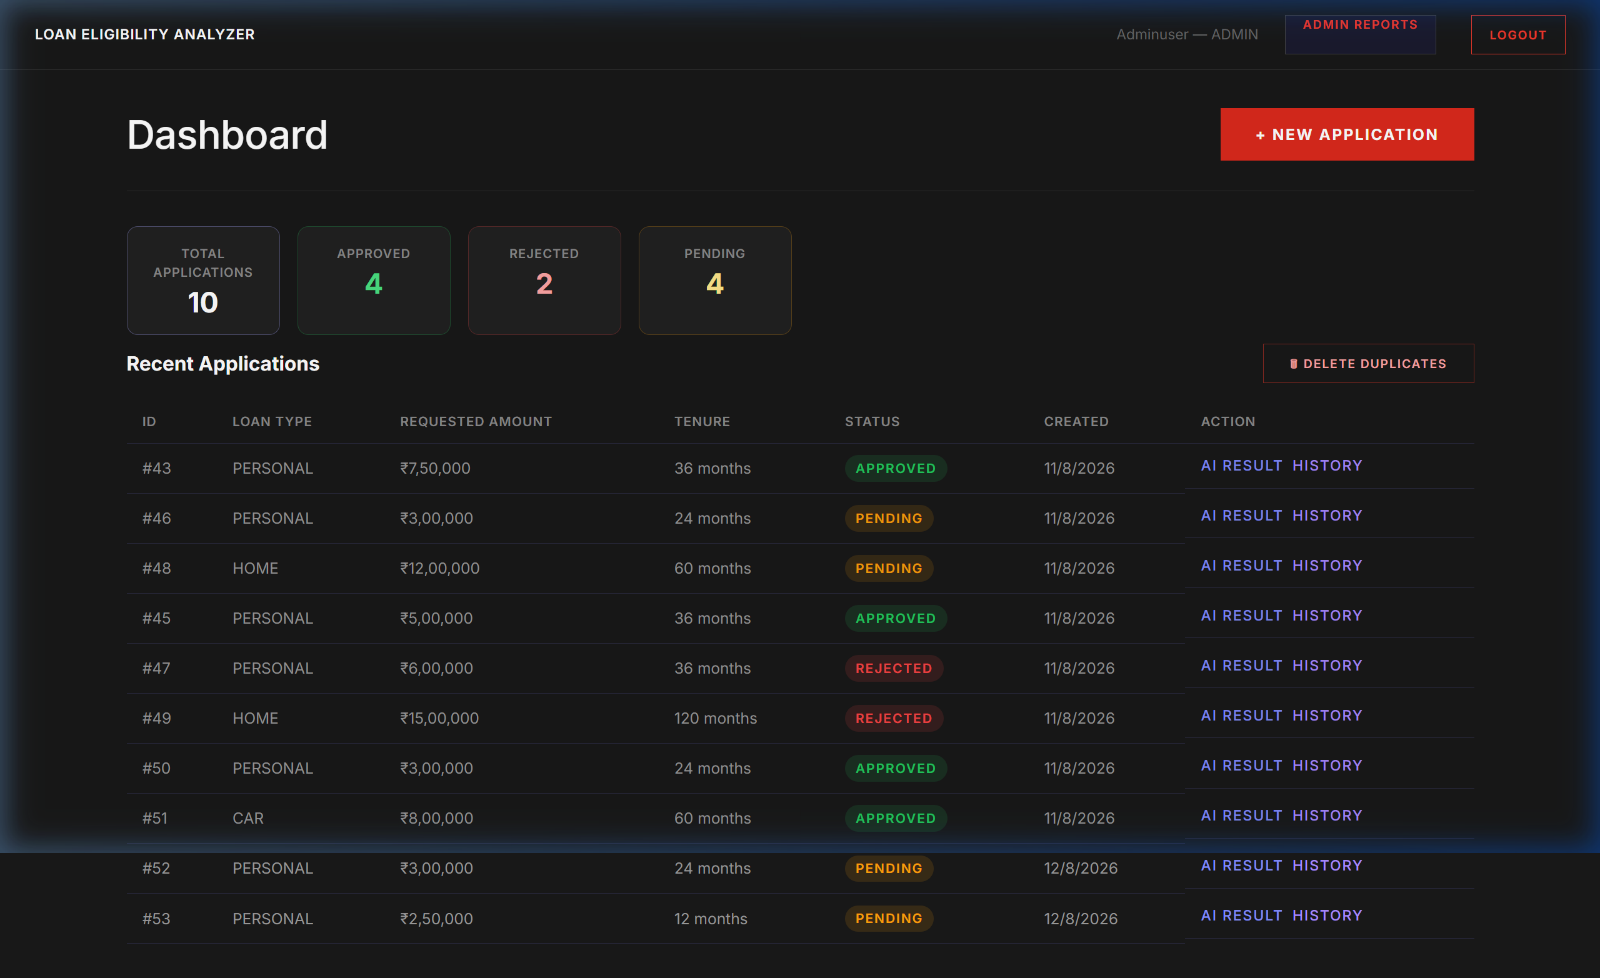 LOAN ELIGIBILITY ANALYZER Adminuser — ADMIN ADMIN REPORTS LOGOUT
Dashboard + NEW APPLICATION
TOTAL APPLICATIONS 10
APPROVED 4
REJECTED 2
PENDING 4
Recent Applications DELETE DUPLICATES
ID LOAN TYPE REQUESTED AMOUNT TENURE STATUS CREATED ACTION
#43 PERSONAL ₹7,50,000 36 months APPROVED 11/8/2026 AI RESULT HISTORY
#46 PERSONAL ₹3,00,000 24 months PENDING 11/8/2026 AI RESULT HISTORY
#48 HOME ₹12,00,000 60 months PENDING 11/8/2026 AI RESULT HISTORY
#45 PERSONAL ₹5,00,000 36 months APPROVED 11/8/2026 AI RESULT HISTORY
#47 PERSONAL ₹6,00,000 36 months REJECTED 11/8/2026 AI RESULT HISTORY
#49 HOME ₹15,00,000 120 months REJECTED 11/8/2026 AI RESULT HISTORY
#50 PERSONAL ₹3,00,000 24 months APPROVED 11/8/2026 AI RESULT HISTORY
#51 CAR ₹8,00,000 60 months APPROVED 11/8/2026 AI RESULT HISTORY
#52 PERSONAL ₹3,00,000 24 months PENDING 12/8/2026 AI RESULT HISTORY
#53 PERSONAL ₹2,50,000 12 months PENDING 12/8/2026 AI RESULT HISTORY